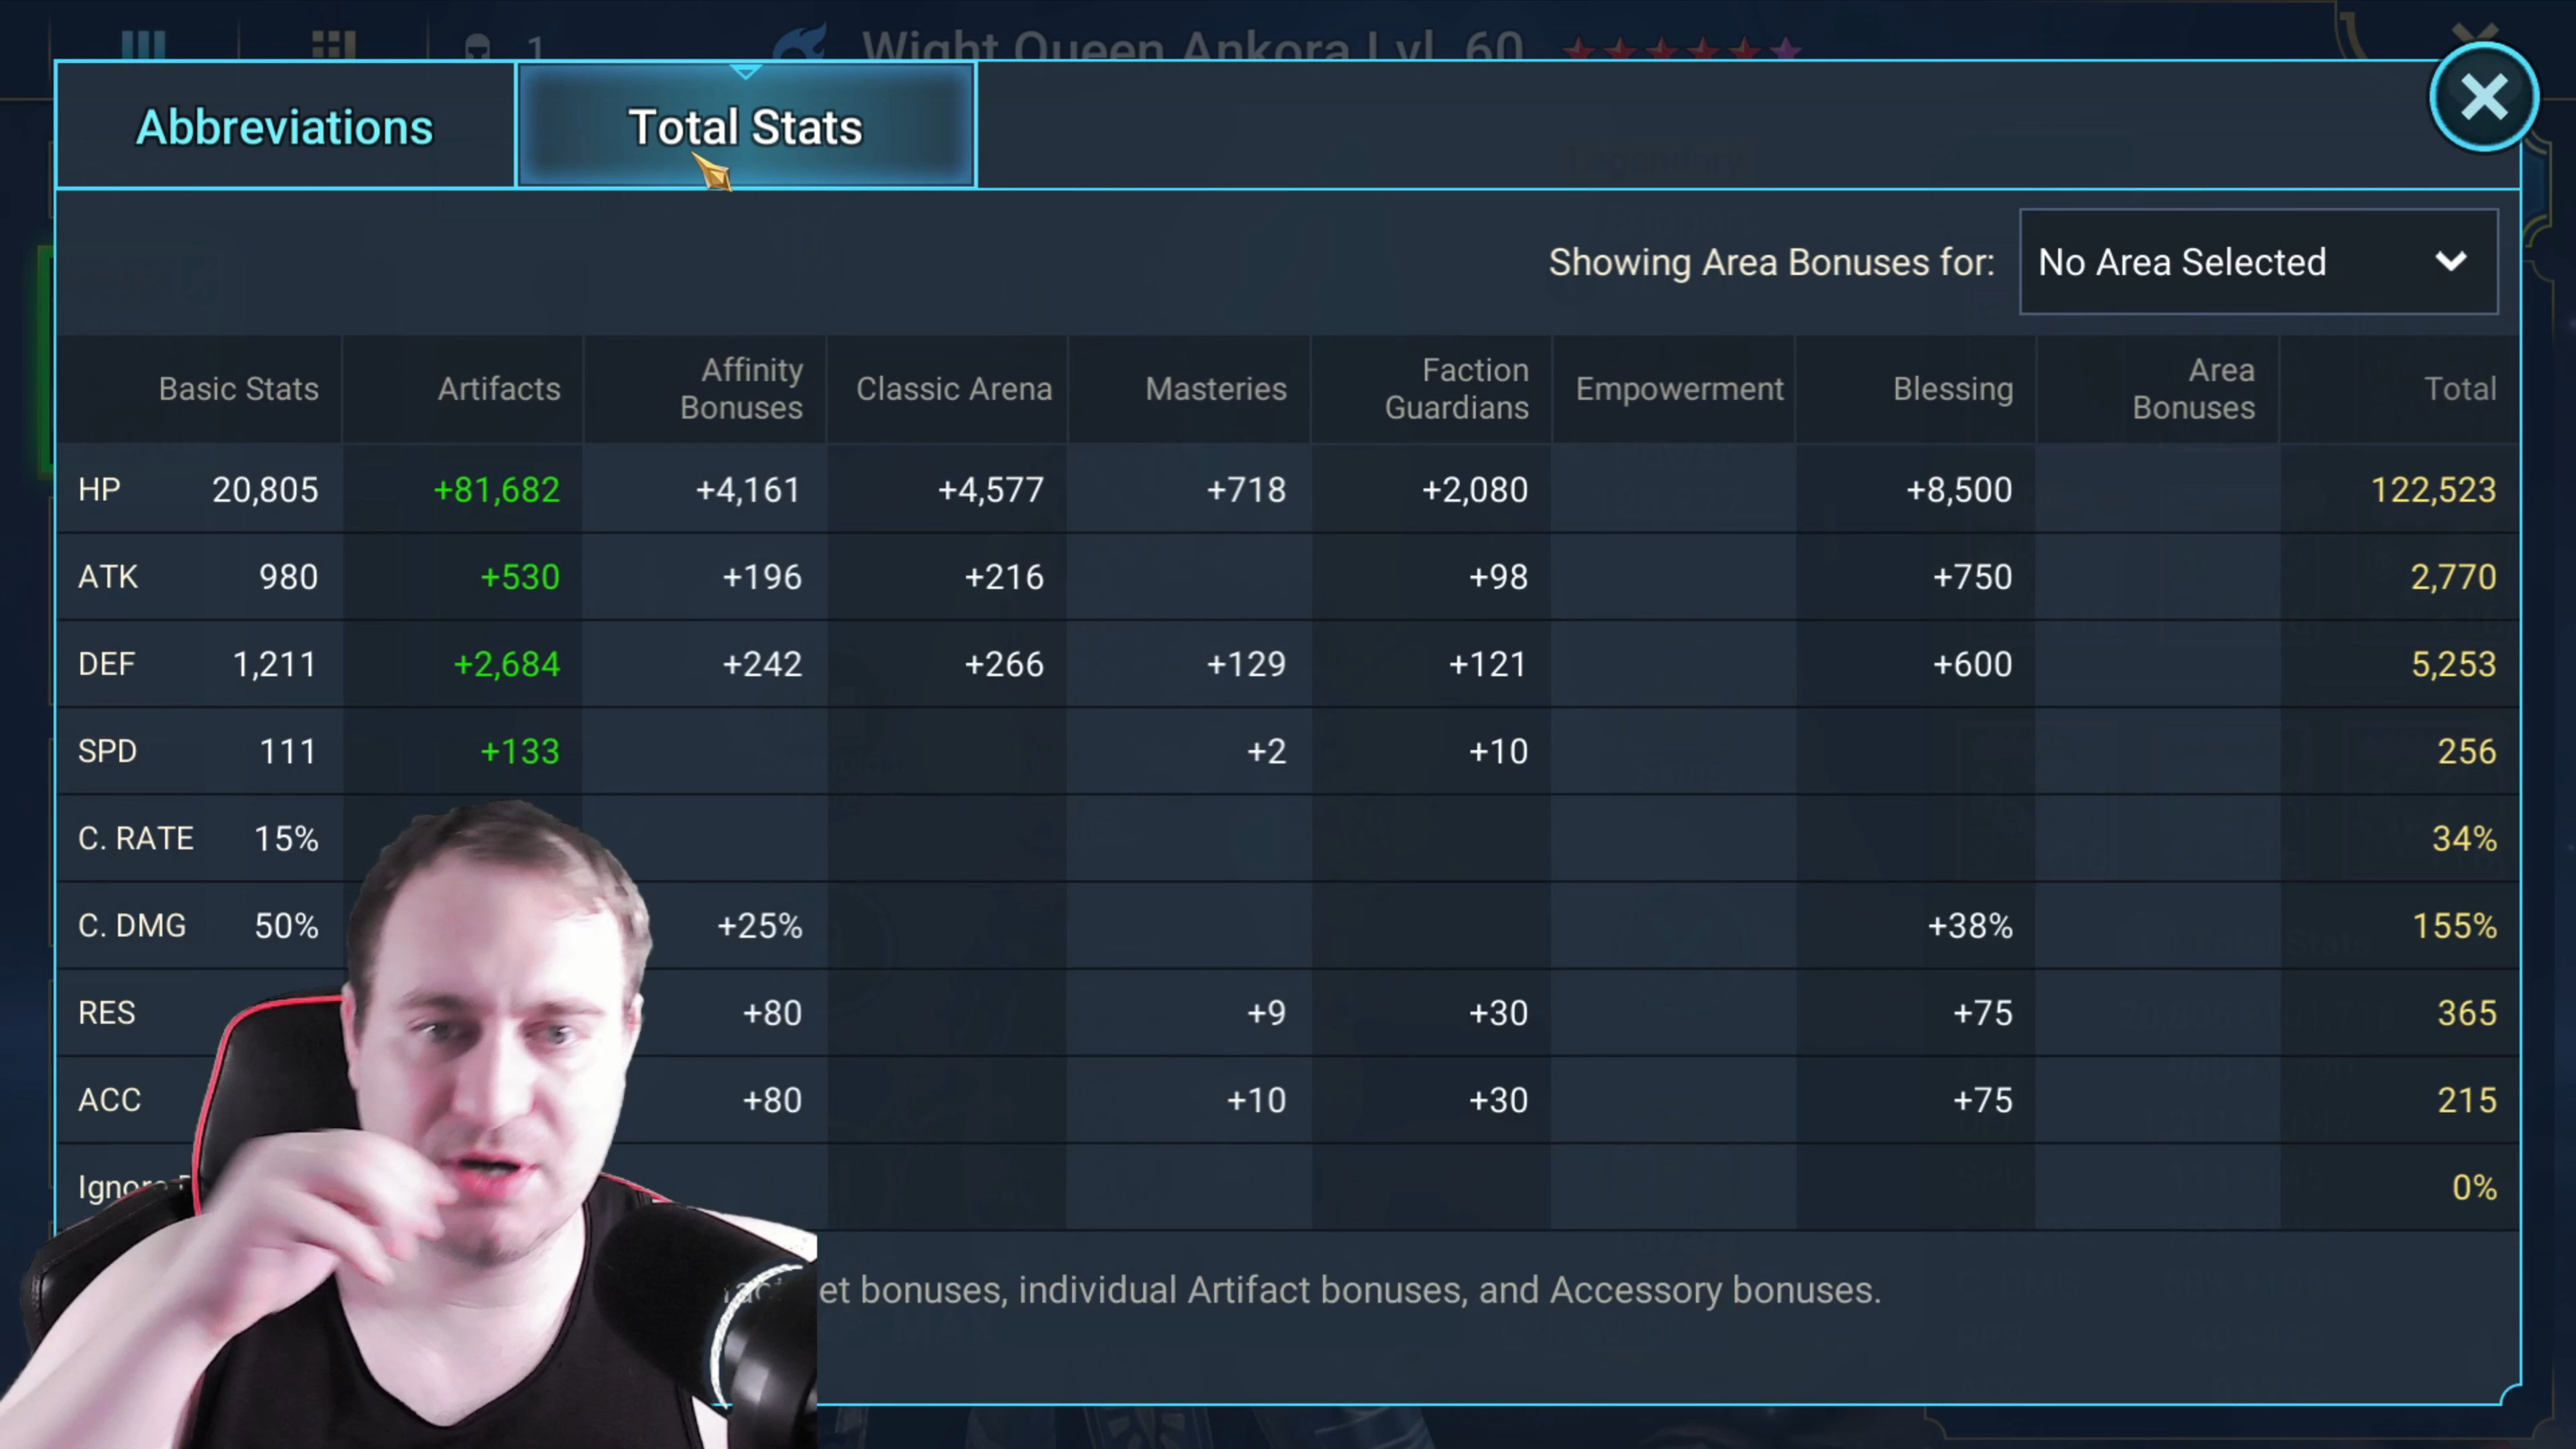 1
Wight Queen Ankora Lvl. 60
Abbreviations
Total Stats
Showing Area Bonuses for:
No Area Selected
Basic Stats
Artifacts
Affinity
Bonuses
Classic Arena
Masteries
Faction
Guardians
Empowerment
Blessing
Area
Bonuses
Total
HP 20,805 +81,682 +4,161 +4,577 +718 +2,080 +8,500 122,523
ATK 980 +530 +196 +216 +98 +750 2,770
DEF 1,211 +2,684 +242 +266 +129 +121 +600 5,253
SPD 111 +133 +2 +10 256
C. RATE 15% 34%
C. DMG 50% +25% +38% 155%
RES +80 +9 +30 +75 365
ACC +80 +10 +30 +75 215
Ignore 0%
bonuses, individual Artifact bonuses, and Accessory bonuses.